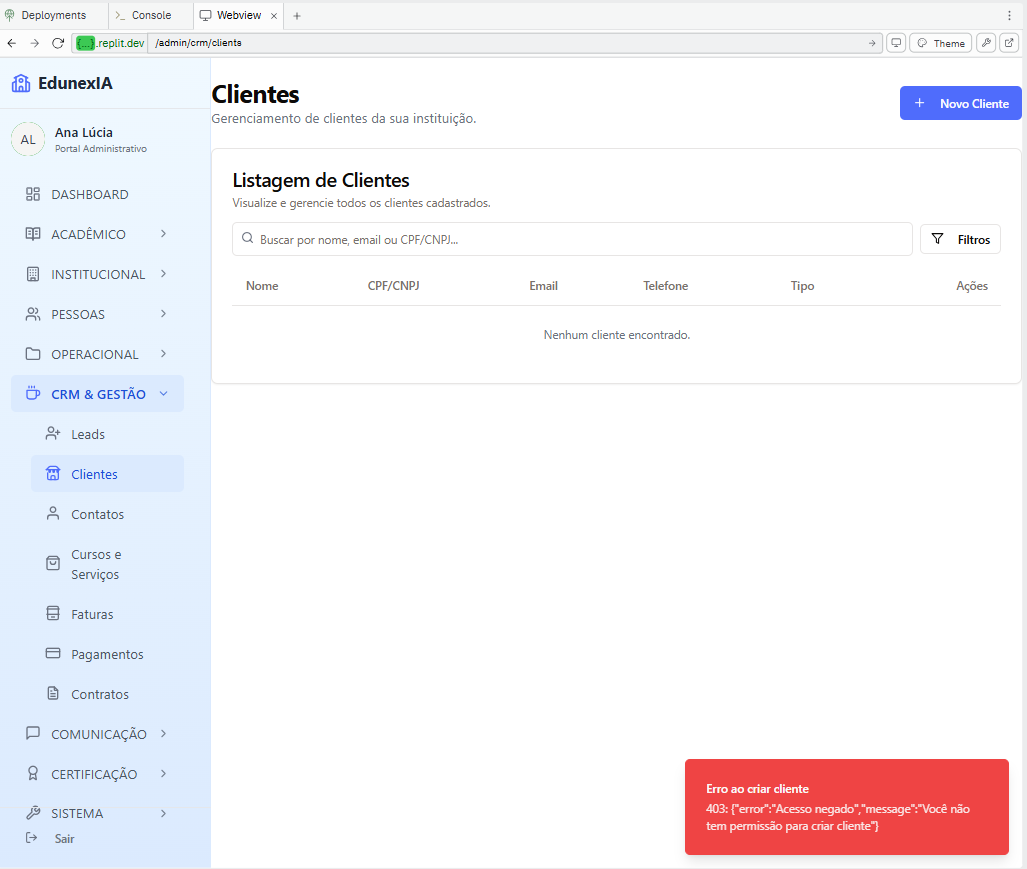 Deployments
Console
Webview
{...}.replit.dev
/admin/crm/clients
Theme
EdunexIA
AL
Ana Lúcia
Portal Administrativo
DASHBOARD
ACADÊMICO
INSTITUCIONAL
PESSOAS
OPERACIONAL
CRM & GESTÃO
Leads
Clientes
Contatos
Cursos e
Serviços
Faturas
Pagamentos
Contratos
COMUNICAÇÃO
CERTIFICAÇÃO
SISTEMA
Sair
Clientes
Gerenciamento de clientes da sua instituição.
Novo Cliente
Listagem de Clientes
Visualize e gerencie todos os clientes cadastrados.
Buscar por nome, email ou CPF/CNPJ...
Filtros
Nome CPF/CNPJ Email Telefone Tipo Ações
Nenhum cliente encontrado.
Erro ao criar cliente
403: {"error":"Acesso negado","message":"Você não
tem permissão para criar cliente"}